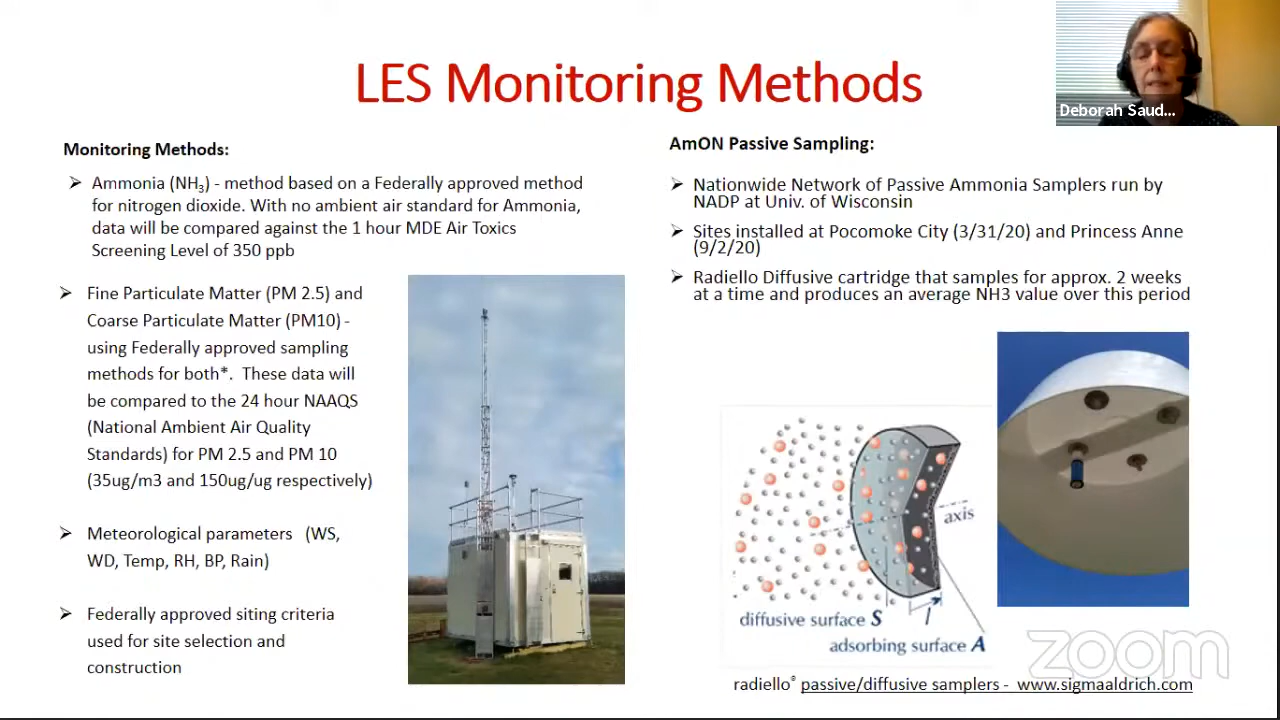 LES Monitoring Methods
Deborah Saud...
Monitoring Methods:
➢ Ammonia (NH3) - method based on a Federally approved method
for nitrogen dioxide. With no ambient air standard for Ammonia,
data will be compared against the 1 hour MDE Air Toxics
Screening Level of 350 ppb
➢ Fine Particulate Matter (PM 2.5) and
Coarse Particulate Matter (PM10) -
using Federally approved sampling
methods for both*. These data will
be compared to the 24 hour NAAQS
(National Ambient Air Quality
Standards) for PM 2.5 and PM 10
(35ug/m3 and 150ug/ug respectively)
➢ Meteorological parameters (WS,
WD, Temp, RH, BP, Rain)
➢ Federally approved siting criteria
used for site selection and
construction
AmON Passive Sampling:
➢ Nationwide Network of Passive Ammonia Samplers run by
NADP at Univ. of Wisconsin
➢ Sites installed at Pocomoke City (3/31/20) and Princess Anne
(9/2/20)
➢ Radiello Diffusive cartridge that samples for approx. 2 weeks
at a time and produces an average NH3 value over this period
axis
diffusive surface S
l
adsorbing surface A
zoom
radiello® passive/diffusive samplers - www.sigmaaldrich.com